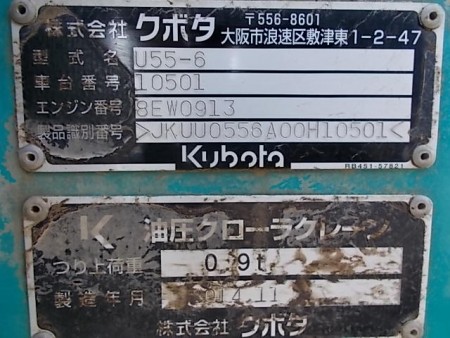 株式会社 クボタ 〒556-8601
大阪市浪速区敷津東1-2-47
型式名 U55-6
車台番号 10501
エンジン番号 8EW0913
製品識別番号 >JKUU0556A00H10501<
Kubota
RB451-57821
K 油圧クローラクレーン
つり上荷重 0.9t
製造年月 014.11
株式会社 クボタ